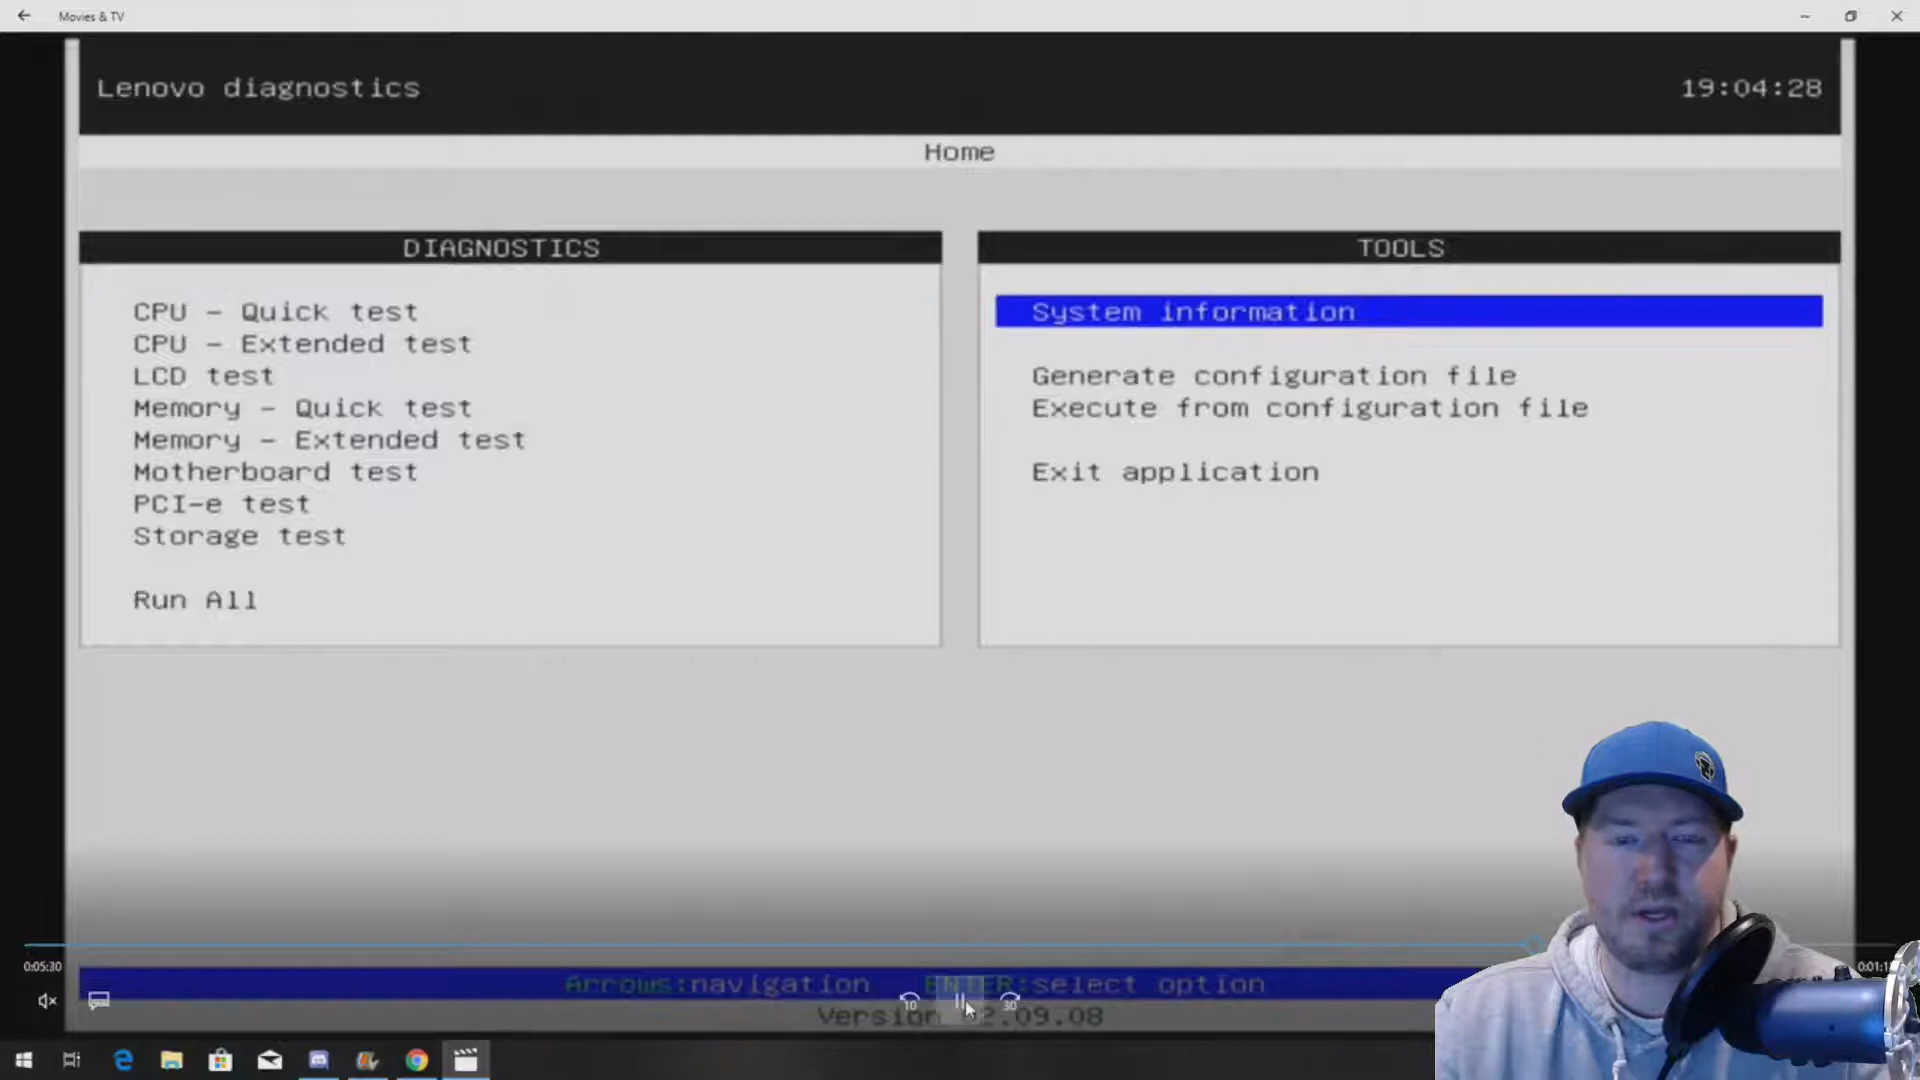 Movies & TV
Lenovo diagnostics
19:04:28
Home
DIAGNOSTICS
CPU - Quick test
CPU - Extended test
LCD test
Memory - Quick test
Memory - Extended test
Motherboard test
PCI-e test
Storage test
Run All
TOOLS
System information
Generate configuration file
Execute from configuration file
Exit application
0:05:30
0:01:1
Arrows:navigation ENTER:select option
10
30
Version 2.09.08